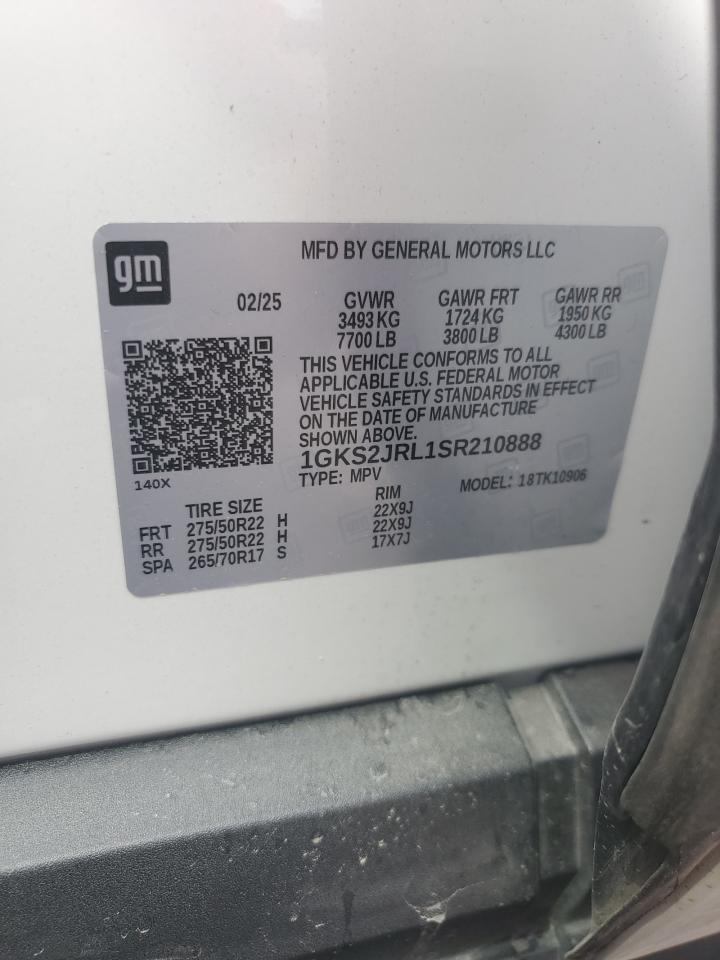 gm
MFD BY GENERAL MOTORS LLC
02/25 GVWR GAWR FRT GAWR RR
3493 KG 1724 KG 1950 KG
7700 LB 3800 LB 4300 LB
THIS VEHICLE CONFORMS TO ALL
APPLICABLE U.S. FEDERAL MOTOR
VEHICLE SAFETY STANDARDS IN EFFECT
ON THE DATE OF MANUFACTURE
SHOWN ABOVE.
1GKS2JRL1SR210888
140X
TYPE: MPV MODEL: 18TK10906
TIRE SIZE RIM
FRT 275/50R22 H 22X9J
RR 275/50R22 H 22X9J
SPA 265/70R17 S 17X7J